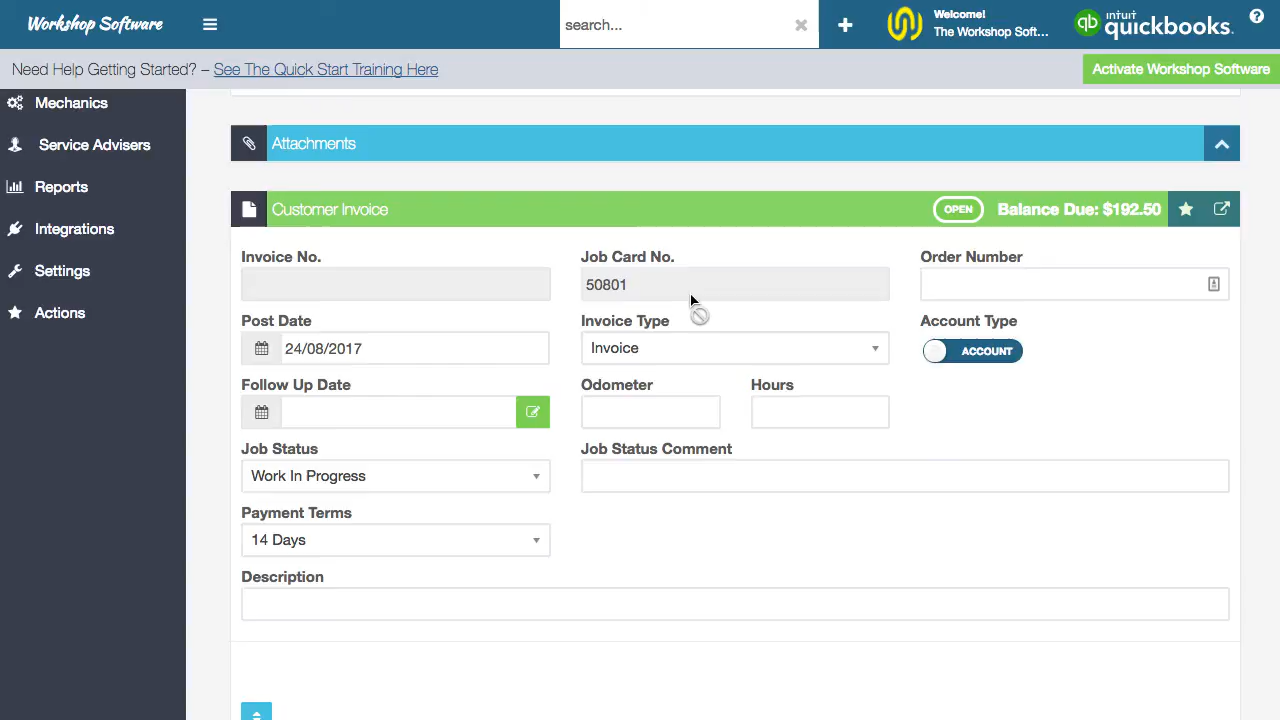 Workshop Software
search...
Welcome!
The Workshop Soft...
qb
intuit
quickbooks.
?
Need Help Getting Started? – See The Quick Start Training Here
Activate Workshop Software
Mechanics
Service Advisers
Reports
Integrations
Settings
Actions
Attachments
Customer Invoice
OPEN
Balance Due: $192.50
Invoice No.
Job Card No.
Order Number
50801
Post Date
Invoice Type
Account Type
24/08/2017
Invoice
ACCOUNT
Follow Up Date
Odometer
Hours
Job Status
Job Status Comment
Work In Progress
Payment Terms
14 Days
Description